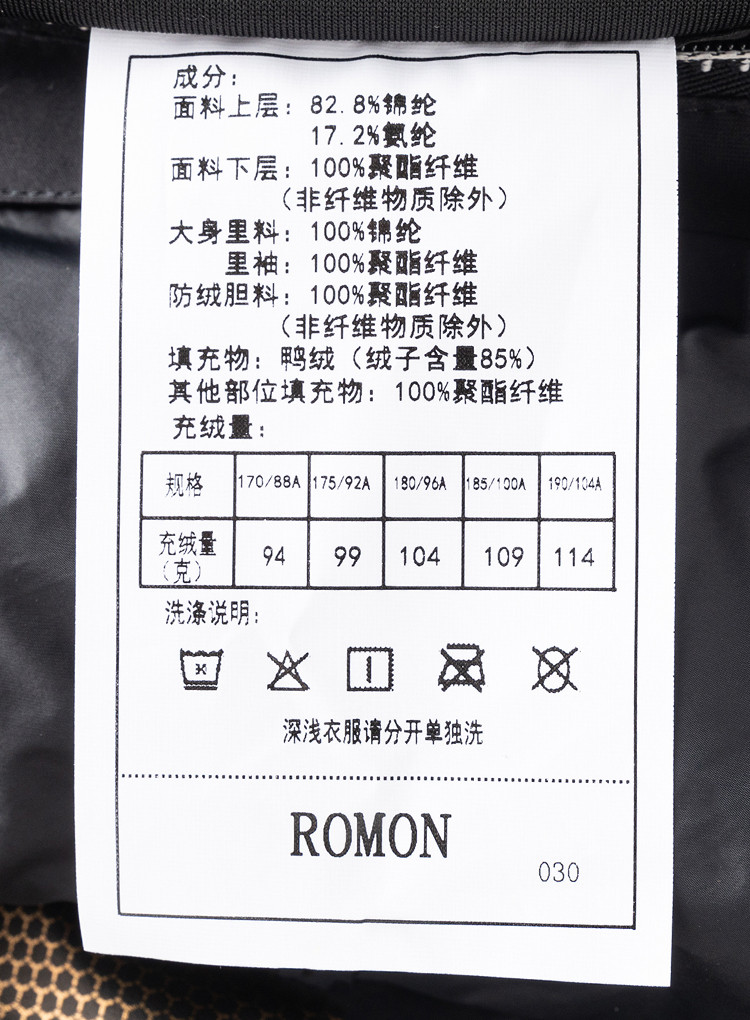 成分：
面料上层：82.8%锦纶
17.2%氨纶
面料下层：100%聚酯纤维
（非纤维物质除外）
大身里料：100%锦纶
里袖：100%聚酯纤维
防绒胆料：100%聚酯纤维
（非纤维物质除外）
填充物：鸭绒（绒子含量85%）
其他部位填充物：100%聚酯纤维
充绒量：
规格 170/88A 175/92A 180/96A 185/100A 190/104A
充绒量（克） 94 99 104 109 114
洗涤说明：
深浅衣服请分开单独洗
ROMON
030